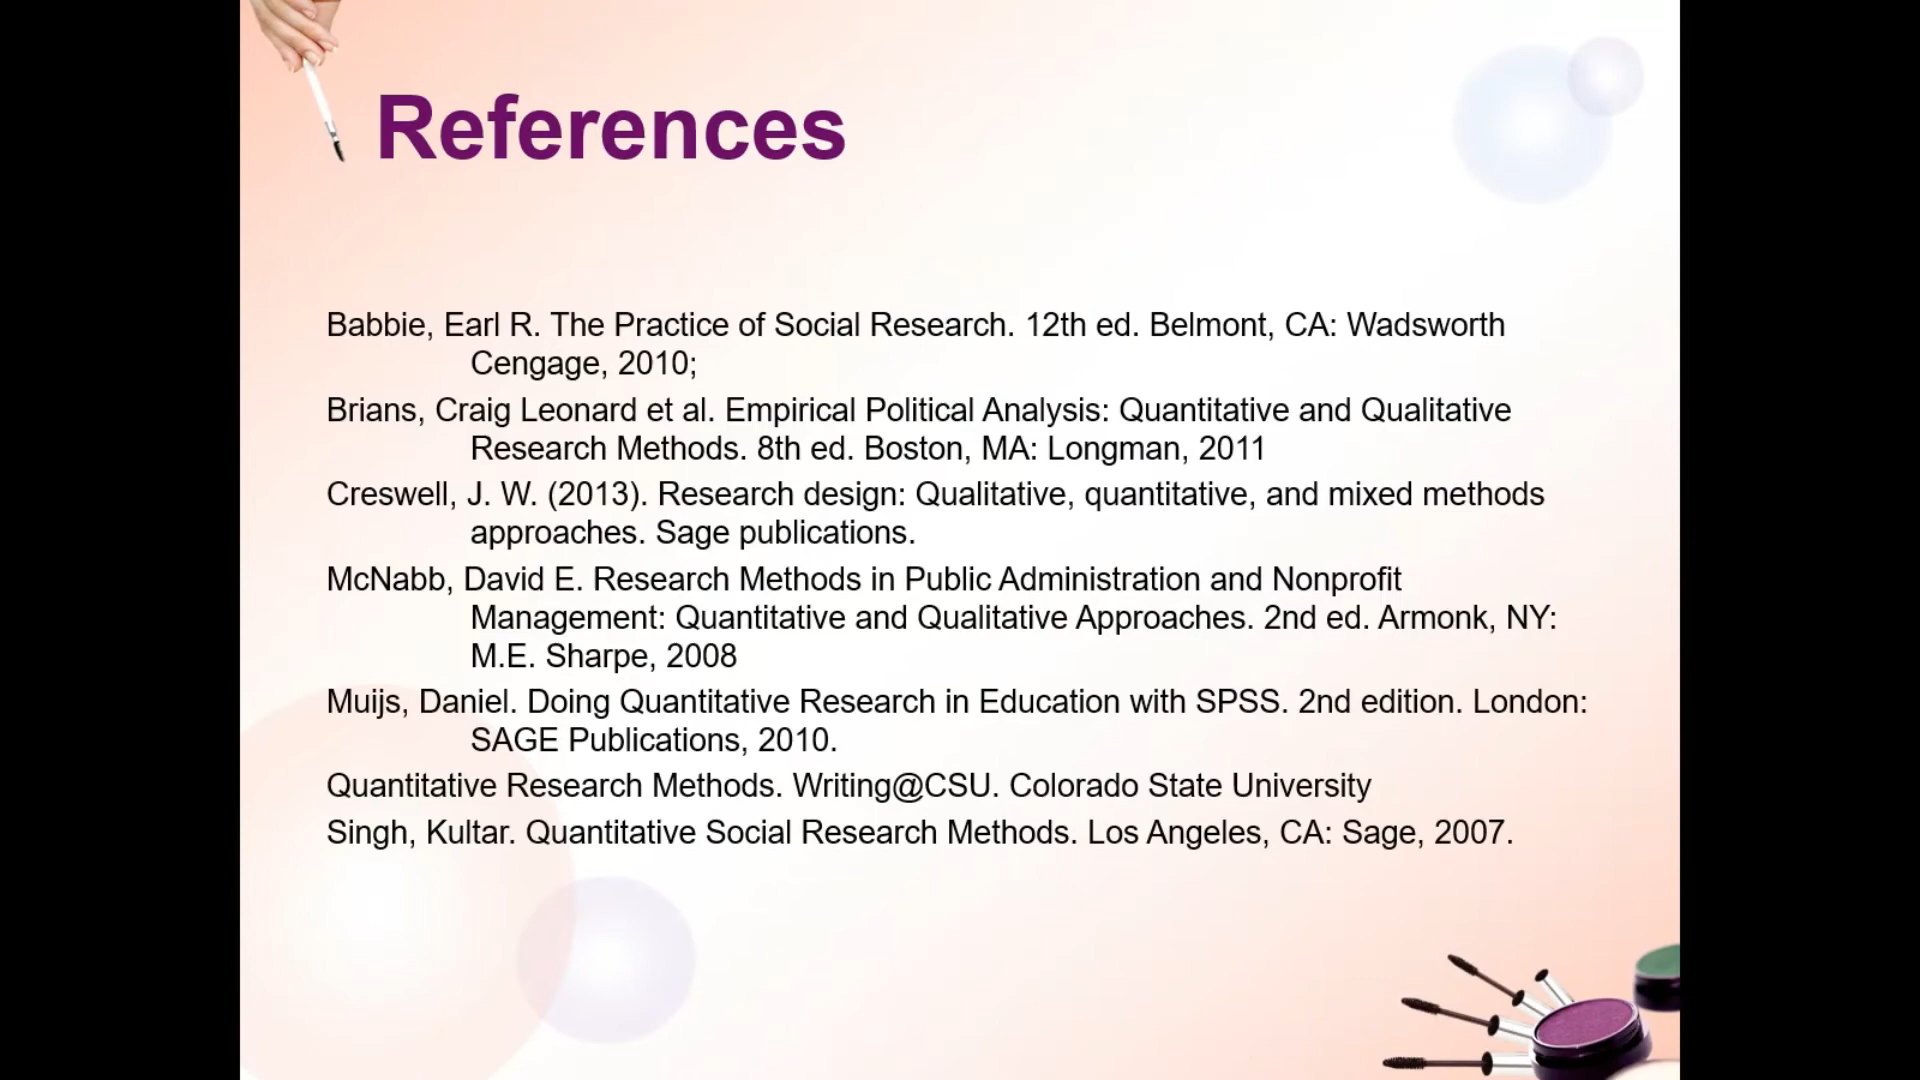 References
Babbie, Earl R. The Practice of Social Research. 12th ed. Belmont, CA: Wadsworth
Cengage, 2010;
Brians, Craig Leonard et al. Empirical Political Analysis: Quantitative and Qualitative
Research Methods. 8th ed. Boston, MA: Longman, 2011
Creswell, J. W. (2013). Research design: Qualitative, quantitative, and mixed methods
approaches. Sage publications.
McNabb, David E. Research Methods in Public Administration and Nonprofit
Management: Quantitative and Qualitative Approaches. 2nd ed. Armonk, NY:
M.E. Sharpe, 2008
Muijs, Daniel. Doing Quantitative Research in Education with SPSS. 2nd edition. London:
SAGE Publications, 2010.
Quantitative Research Methods. Writing@CSU. Colorado State University
Singh, Kultar. Quantitative Social Research Methods. Los Angeles, CA: Sage, 2007.